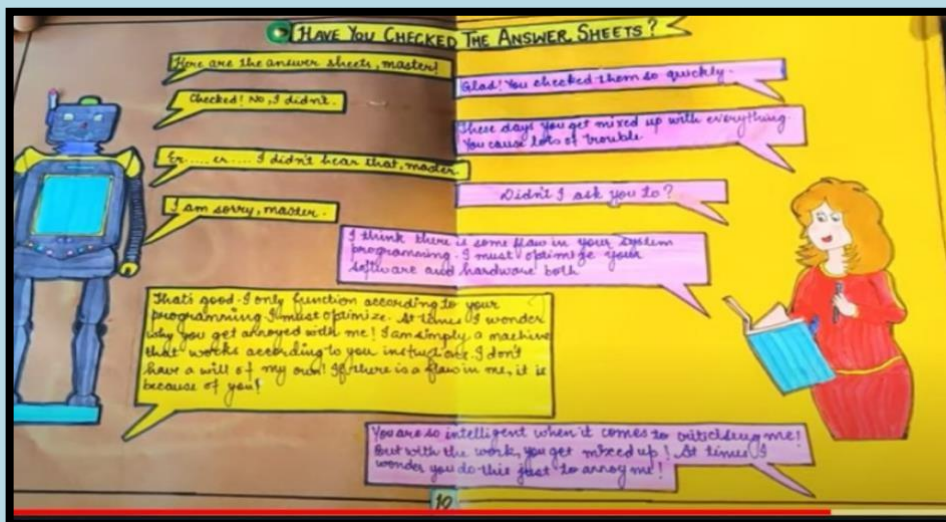 HAVE YOU CHECKED THE ANSWER SHEETS?
Here are the answer sheets, master!
Glad! You checked them so quickly.
Checked! No, I didn't.
These days you get mixed up with everything.
You cause lots of trouble.
Er..... er.... I didn't hear that, master.
Didn't I ask you to?
I am sorry, master.
I think there is some flaw in your system
programming. I must optimize your
software and hardware both
That's good. I only function according to your
programming. I must optimize. At times I wonder
why you get annoyed with me! I am simply a machine
that works according to you I don't
have a will of my own! If there is a flaw in me, it is
because of you!
You are so intelligent when it comes to me!
But with the work, you get mixed up! At times I
wonder you do this just to annoy me!
10